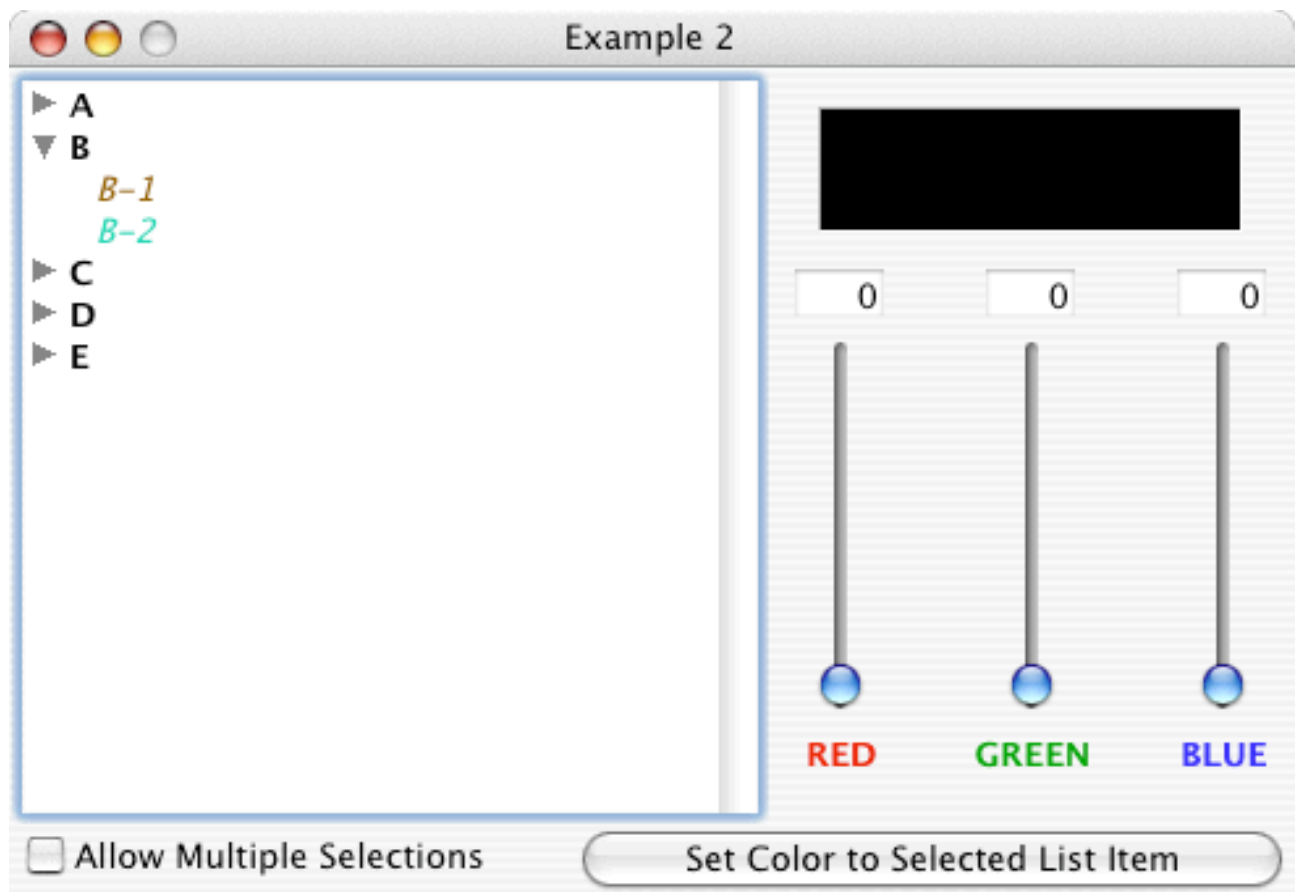 Example 2
A
B
B-1
B-2
C
D
E
0 0 0
RED GREEN BLUE
Allow Multiple Selections
Set Color to Selected List Item